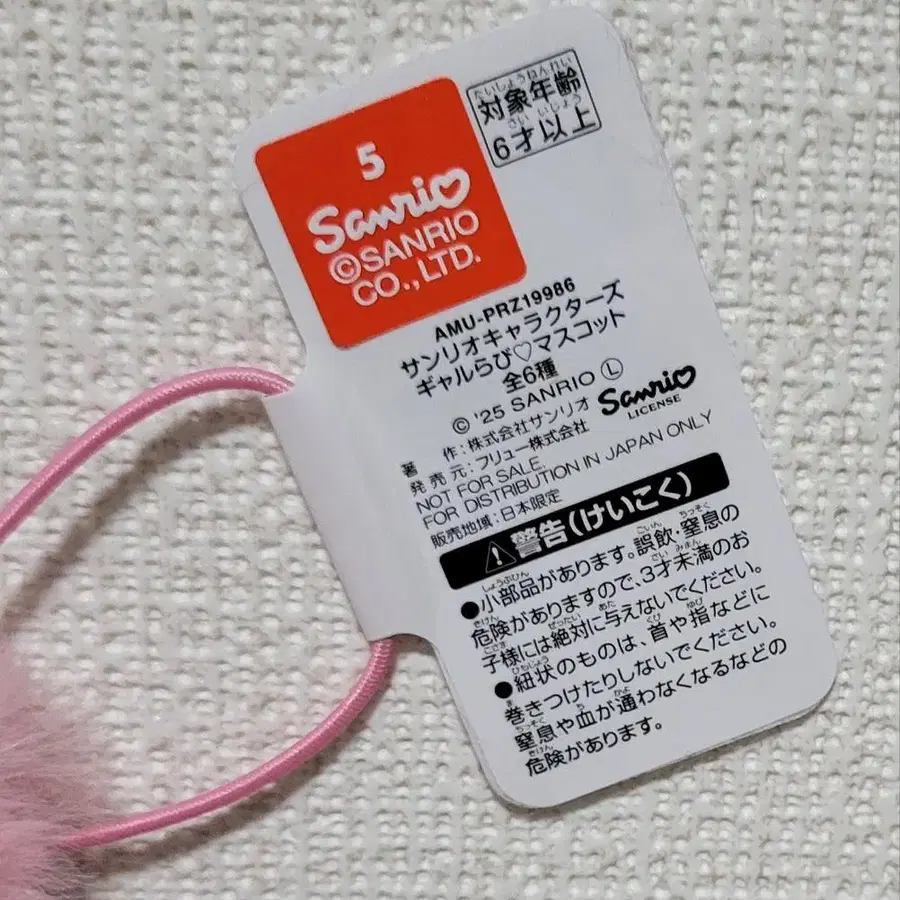 たいしょうねんれい
対象年齢
さい いじょう
6才以上
5
Sanrio
©SANRIO
CO.,LTD.
AMU-PRZ19986
サンリオキャラクターズ
ギャルらび♡マスコット
全6種
© '25 SANRIO Ⓛ
Sanrio
LICENSE
著 作:株式会社サンリオ
発 売 元:フリュー株式会社
NOT FOR SALE.
FOR DISTRIBUTION IN JAPAN ONLY
販売地域:日本限定
⚠警告(けいこく)
しょうぶひん ごいん ちっそく
●小部品があります。誤飲・窒息の
きけん さい みまん
危険がありますので、3才未満のお
こさま ぜったい あた
子様には絶対に与えないでください。
ひもじょう くび ゆび
●紐状のものは、首や指などに
ま
巻きつけたりしないでください。
ちっそく ち かよ
窒息や血が通わなくなるなどの
きけん
危険があります。